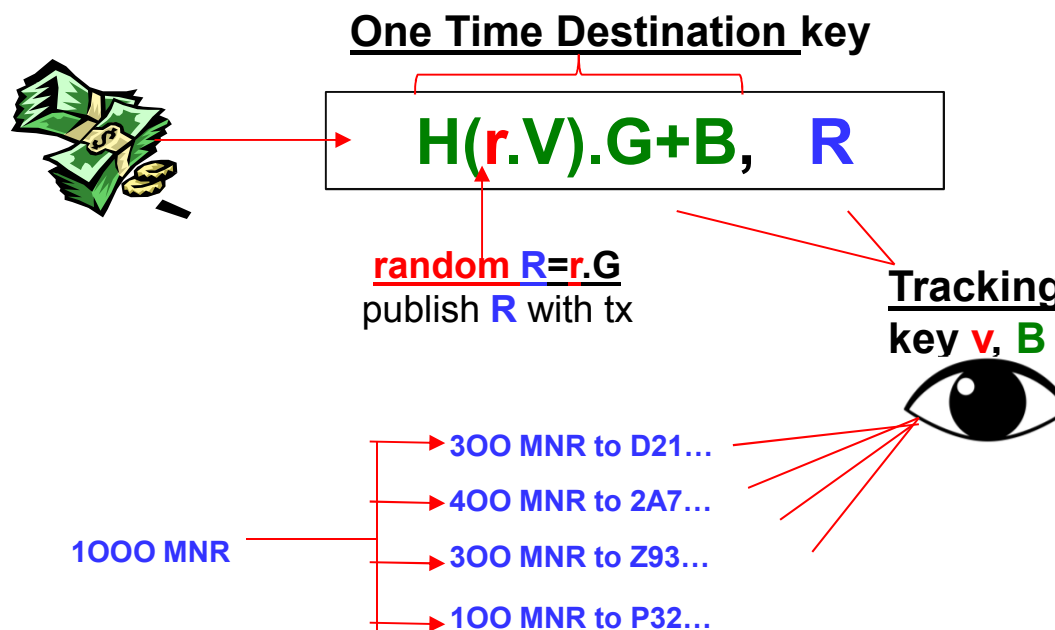 One Time Destination key
H(r.V).G+B, R
random R=r.G
publish R with tx
Tracking
key v, B
3OO MNR to D21…
4OO MNR to 2A7…
1OOO MNR
3OO MNR to Z93…
1OO MNR to P32…